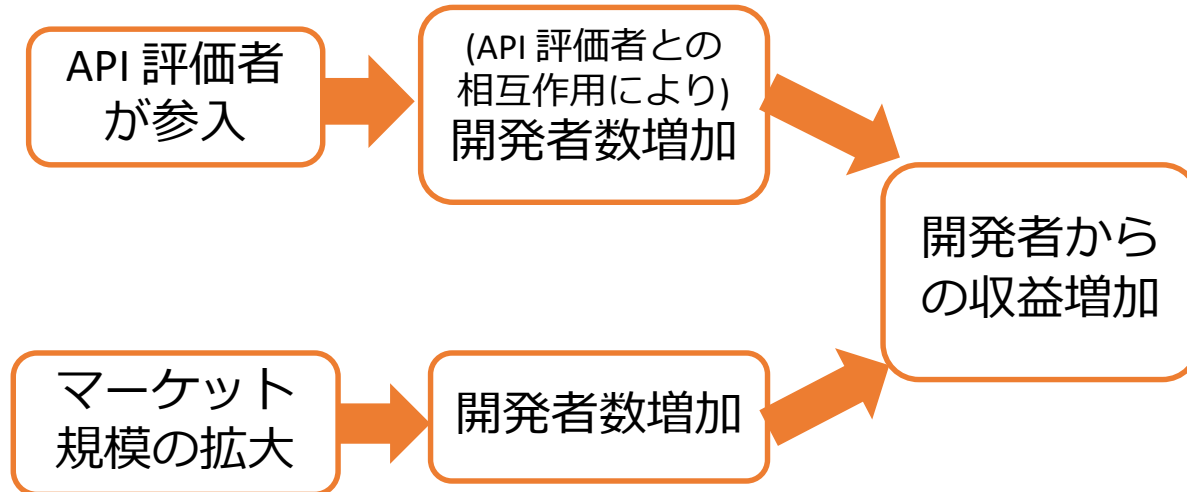 API 評価者
が参入
(API 評価者との
相互作用により)
開発者数増加
開発者から
の収益増加
マーケット
規模の拡大
開発者数増加